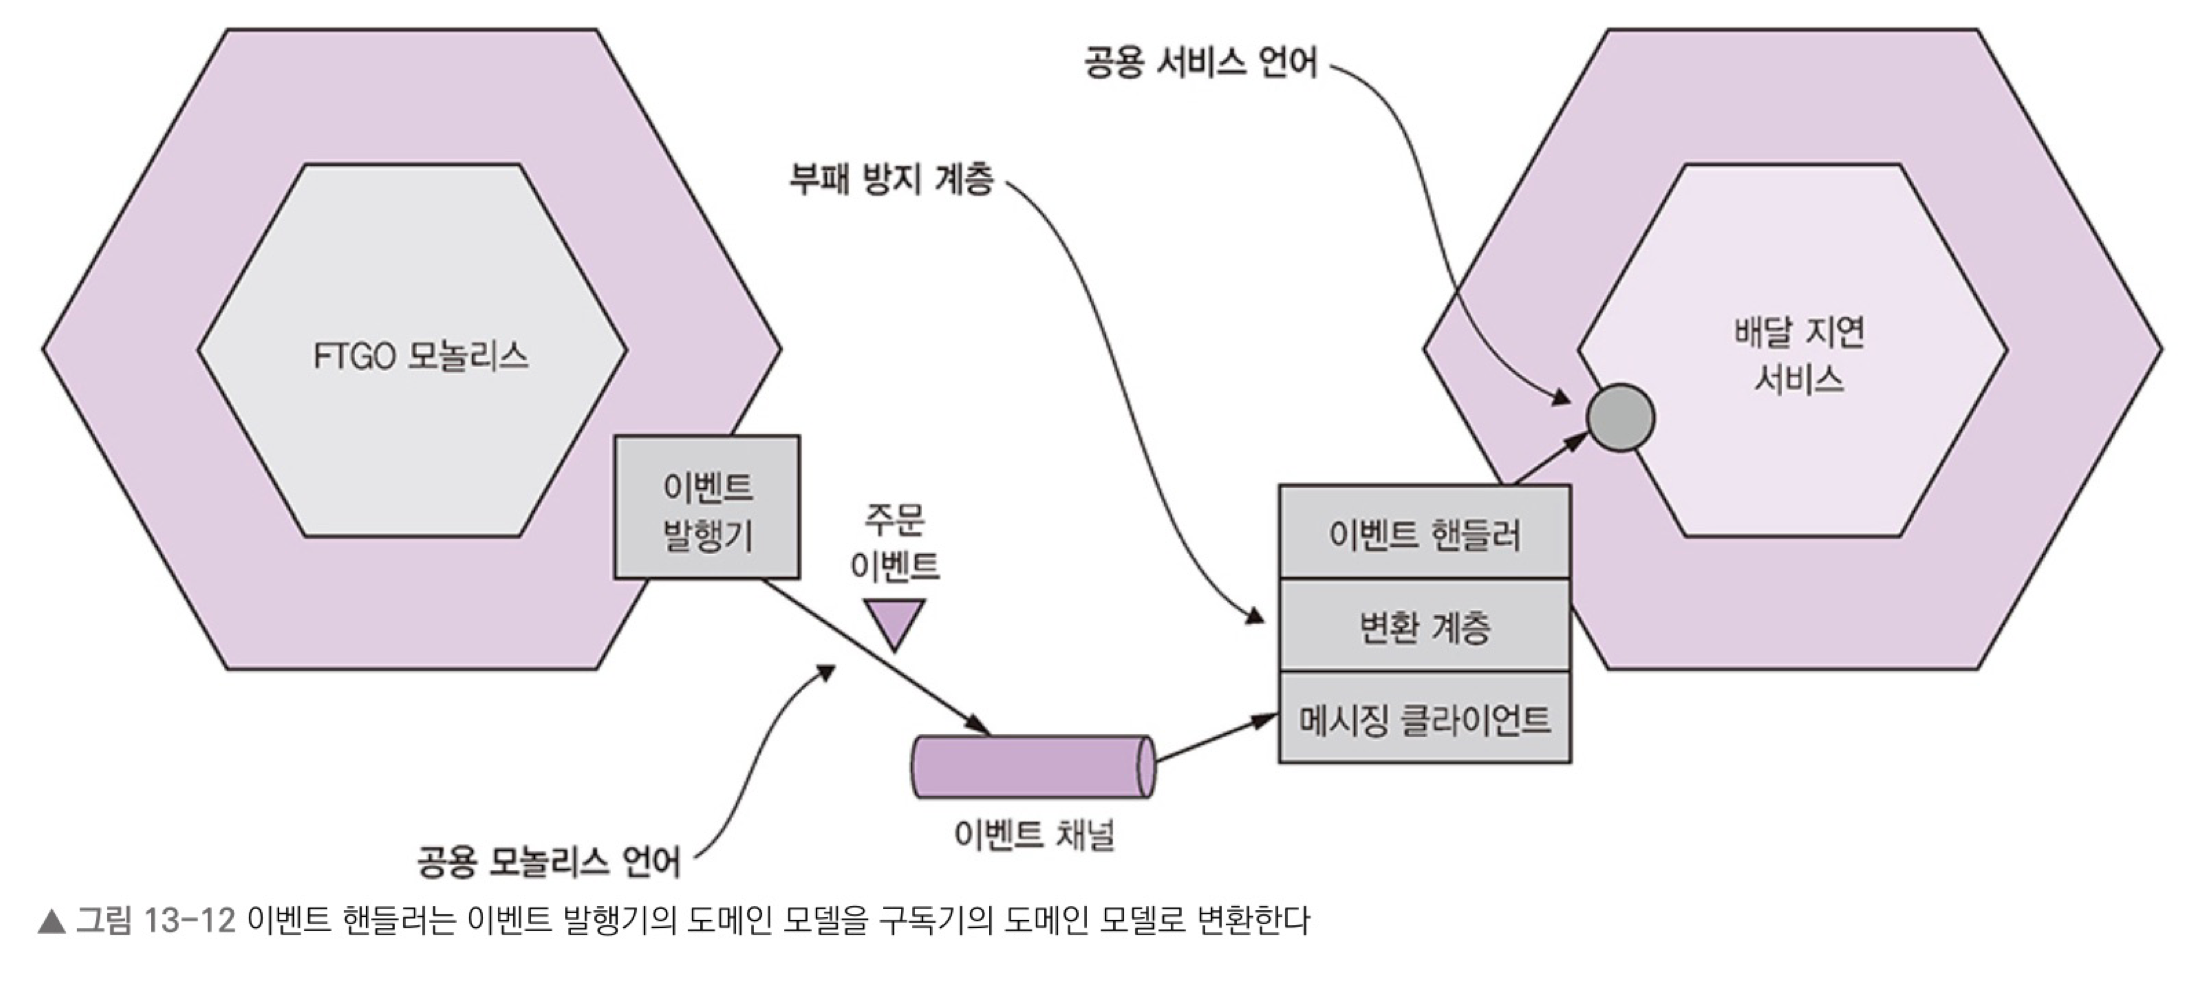 공용 서비스 언어
부패 방지 계층
FTGO 모놀리스
배달 지연
서비스
이벤트
발행기
주문
이벤트
이벤트 핸들러
변환 계층
메시징 클라이언트
이벤트 채널
공용 모놀리스 언어
▲ 그림 13-12 이벤트 핸들러는 이벤트 발행기의 도메인 모델을 구독기의 도메인 모델로 변환한다